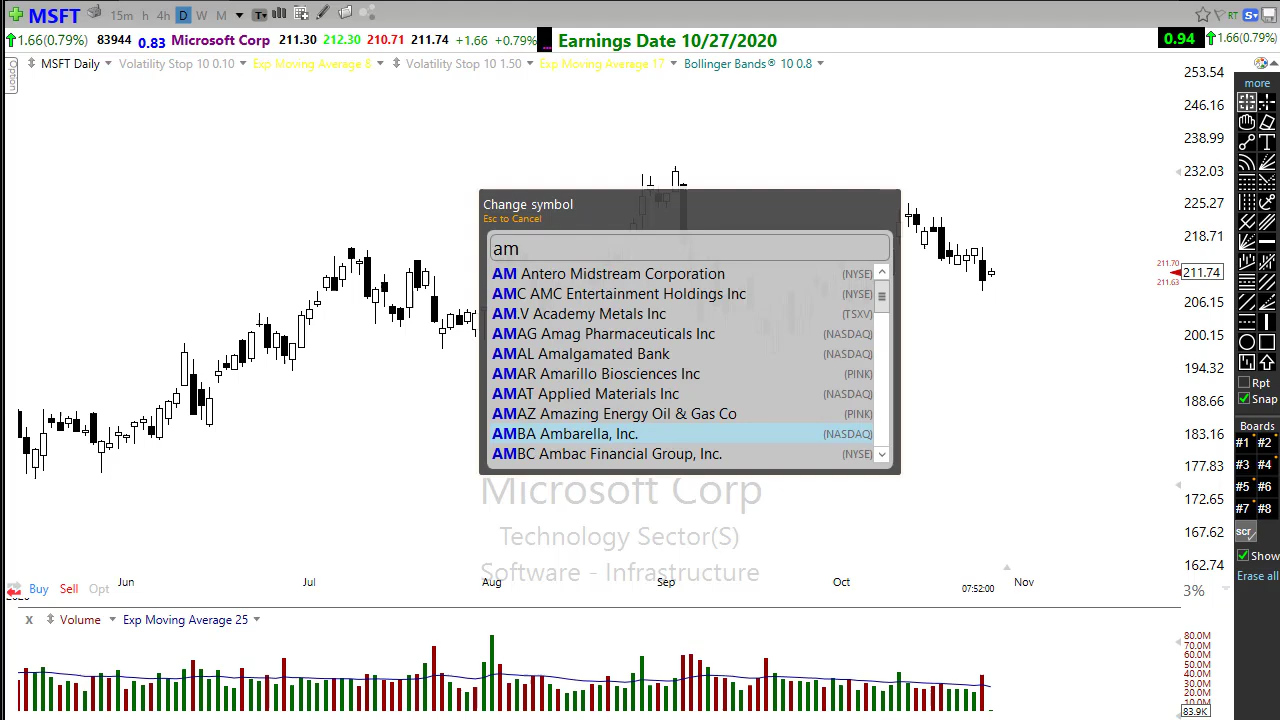 MSFT 15m h 4h D W M T
RT S
1.66(0.79%) 83944 0.83 Microsoft Corp 211.30 212.30 210.71 211.74 +1.66 +0.79% Earnings Date 10/27/2020 0.94 1.66(0.79%)
Option
MSFT Daily Volatility Stop 10 0.10 Exp Moving Average 8 Volatility Stop 10 1.50 Exp Moving Average 17 Bollinger Bands® 10 0.8
253.54
246.16
238.99
232.03
225.27
218.71
211.70
211.74
211.63
206.15
200.15
194.32
188.66
183.16
177.83
172.65
167.62
162.74
3%
more
T
Rpt
Snap
Boards
#1 #2
#3 #4
#5 #6
#7 #8
scr
Show
Erase all
Change symbol
Esc to Cancel
am
AM Antero Midstream Corporation (NYSE)
AMC AMC Entertainment Holdings Inc (NYSE)
AM.V Academy Metals Inc (TSXV)
AMAG Amag Pharmaceuticals Inc (NASDAQ)
AMAL Amalgamated Bank (NASDAQ)
AMAR Amarillo Biosciences Inc (PINK)
AMAT Applied Materials Inc (NASDAQ)
AMAZ Amazing Energy Oil & Gas Co (PINK)
AMBA Ambarella, Inc. (NASDAQ)
AMBC Ambac Financial Group, Inc. (NYSE)
Microsoft Corp
Technology Sector(S)
Software - Infrastructure
Jun Jul Aug Sep Oct Nov
Buy Sell Opt
07:52:00
X Volume Exp Moving Average 25
80.0M
70.0M
60.0M
50.0M
40.0M
30.0M
20.0M
10.0M
83.9K